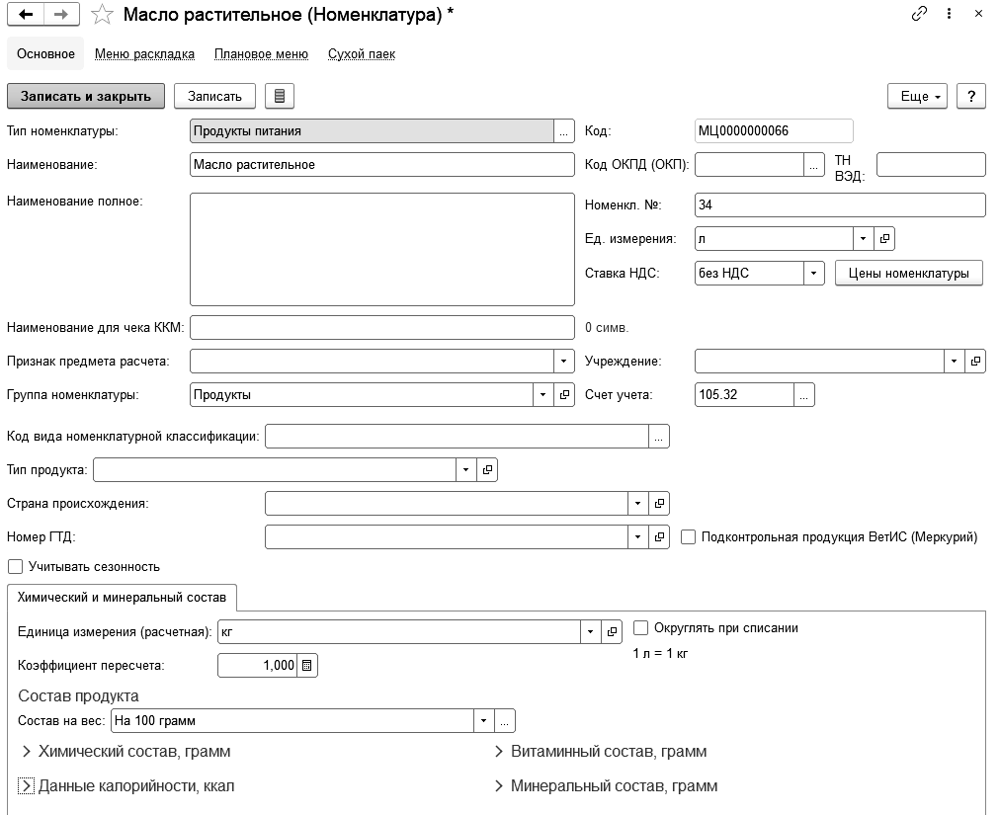 Масло растительное (Номенклатура) *
Основное Меню раскладка Плановое меню Сухой паек
Записать и закрыть Записать Еще ?
Тип номенклатуры: Продукты питания ... Код: МЦ0000000066
Наименование: Масло растительное Код ОКПД (ОКП): ... ТН ВЭД:
Наименование полное: Номенкл. №: 34
Ед. измерения: л
Ставка НДС: без НДС Цены номенклатуры
Наименование для чека ККМ: 0 симв.
Признак предмета расчета: Учреждение:
Группа номенклатуры: Продукты Счет учета: 105.32 ...
Код вида номенклатурной классификации: ...
Тип продукта:
Страна происхождения:
Номер ГТД: Подконтрольная продукция ВетИС (Меркурий)
Учитывать сезонность
Химический и минеральный состав
Единица измерения (расчетная): кг Округлять при списании
1 л = 1 кг
Коэффициент пересчета: 1,000
Состав продукта
Состав на вес: На 100 грамм ...
Химический состав, грамм Витаминный состав, грамм
Данные калорийности, ккал Минеральный состав, грамм